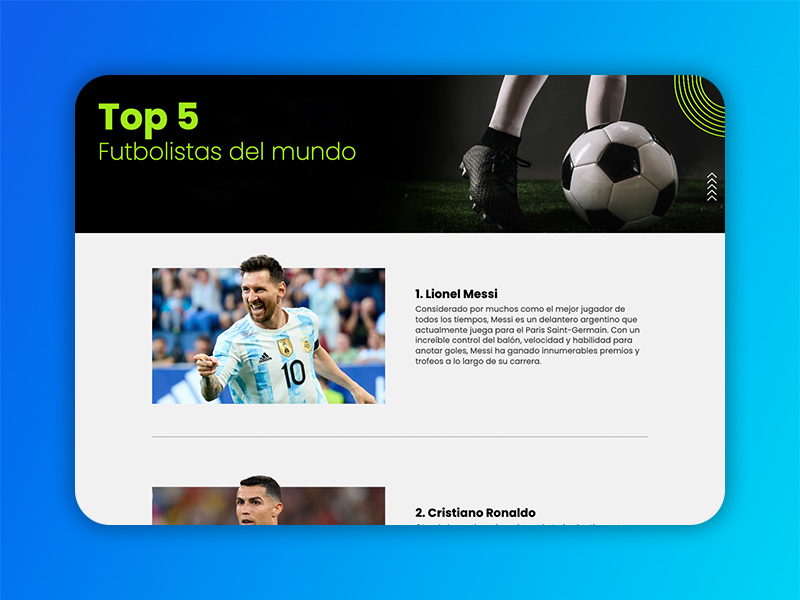 Top 5
Futbolistas del mundo
1. Lionel Messi
Considerado por muchos como el mejor jugador de
todos los tiempos, Messi es un delantero argentino que
actualmente juega para el Paris Saint-Germain. Con un
increíble control del balón, velocidad y habilidad para
anotar goles, Messi ha ganado innumerables premios y
trofeos a lo largo de su carrera.
10
2. Cristiano Ronaldo